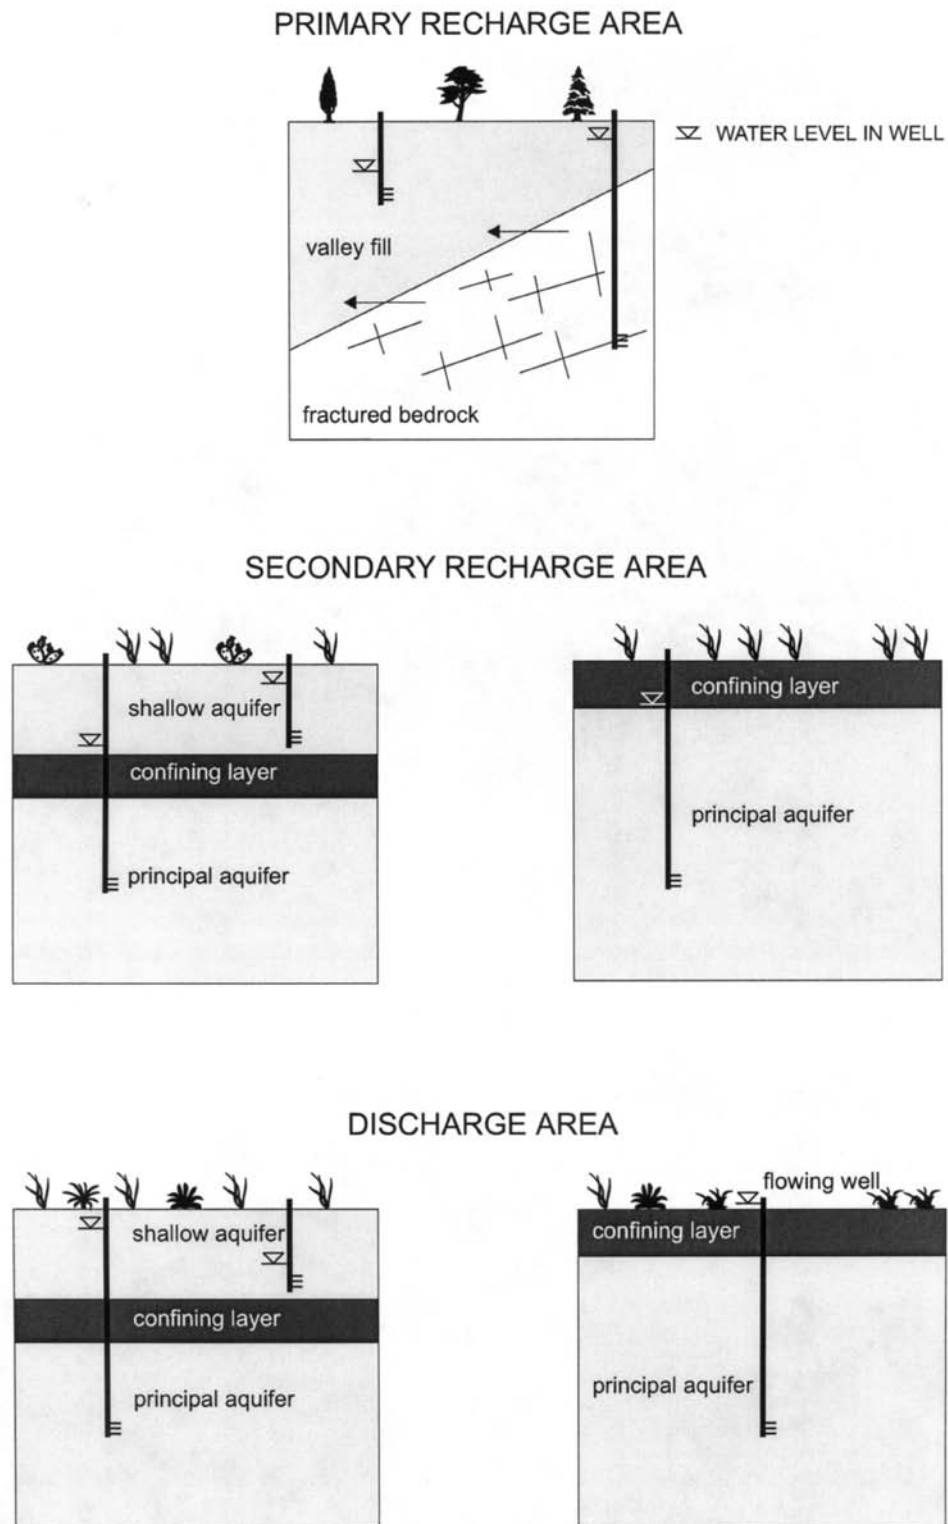 PRIMARY RECHARGE AREA
WATER LEVEL IN WELL
valley fill
fractured bedrock
SECONDARY RECHARGE AREA
shallow aquifer
confining layer
principal aquifer
confining layer
principal aquifer
DISCHARGE AREA
shallow aquifer
confining layer
principal aquifer
flowing well
confining layer
principal aquifer